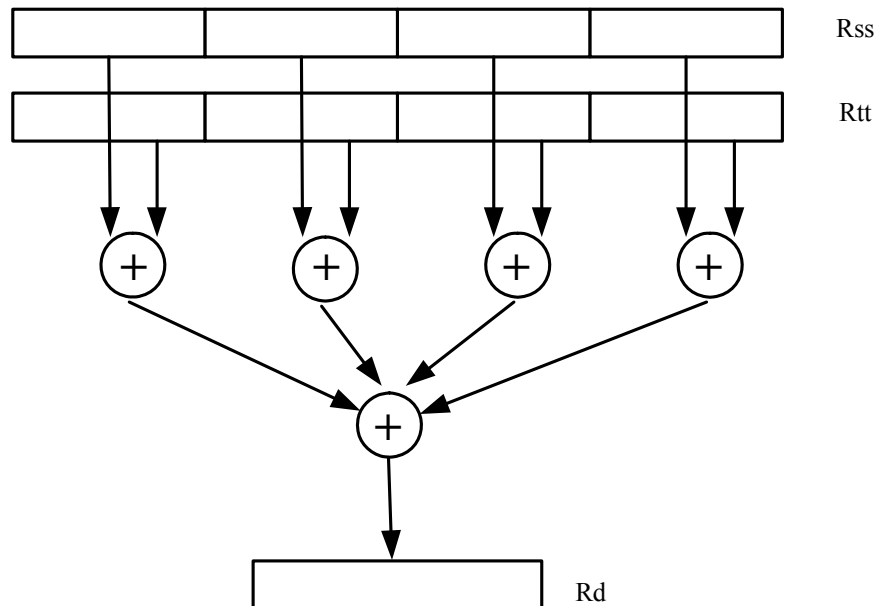 Rss
Rtt
+ + + +
+
Rd